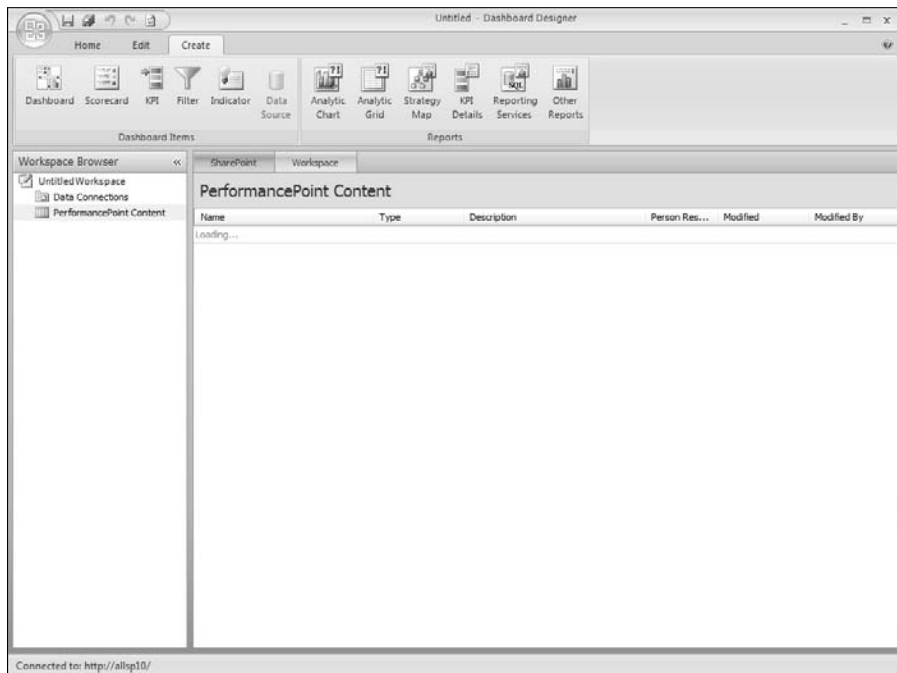 Untitled - Dashboard Designer
Home Edit Create
Dashboard Scorecard KPI Filter Indicator Data Source Analytic Chart Analytic Grid Strategy Map KPI Details Reporting Services Other Reports
Dashboard Items Reports
Workspace Browser « SharePoint Workspace
Untitled Workspace
Data Connections
PerformancePoint Content
PerformancePoint Content
Name Type Description Person Res... Modified Modified By
Loading...
Connected to: http://allsp10/